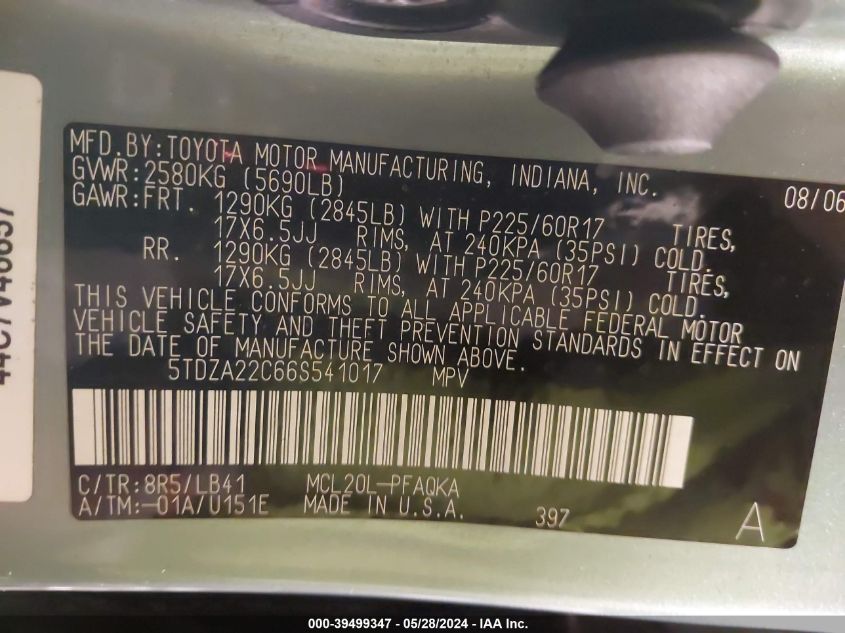 MFD.BY:TOYOTA MOTOR MANUFACTURING, INDIANA, INC. 08/06
GVWR:2580KG (5690LB)
GAWR:FRT. 1290KG (2845LB) WITH P225/60R17 TIRES,
17X6.5JJ RIMS, AT 240KPA (35PSI) COLD.
RR. 1290KG (2845LB) WITH P225/60R17 TIRES,
17X6.5JJ RIMS, AT 240KPA (35PSI) COLD.
THIS VEHICLE CONFORMS TO ALL APPLICABLE FEDERAL MOTOR
VEHICLE SAFETY AND THEFT PREVENTION STANDARDS IN EFFECT ON
THE DATE OF MANUFACTURE SHOWN ABOVE.
5TDZA22C66S541017 MPV
C/TR:8R5/LB41 MCL20L-PFAQKA
A/TM:-01A/U151E MADE IN U.S.A. 397 A
000-39499347 - 05/28/2024 - IAA Inc.